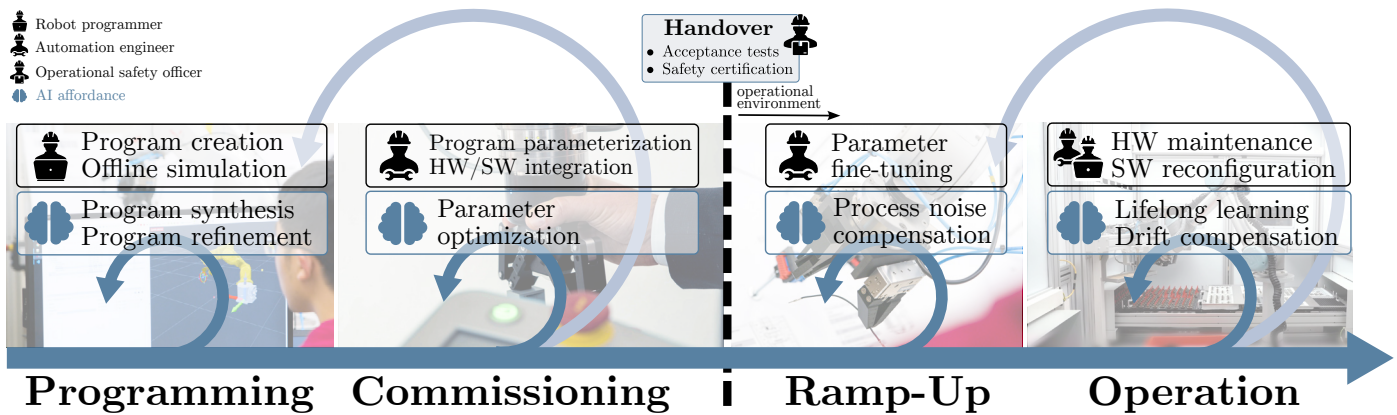 Robot programmer
Automation engineer
Operational safety officer
AI affordance
Handover
• Acceptance tests
• Safety certification
operational
environment
Program creation
Offline simulation
Program synthesis
Program refinement
Program parameterization
HW/SW integration
Parameter
optimization
Parameter
fine-tuning
Process noise
compensation
HW maintenance
SW reconfiguration
Lifelong learning
Drift compensation
Programming
Commissioning
Ramp-Up
Operation